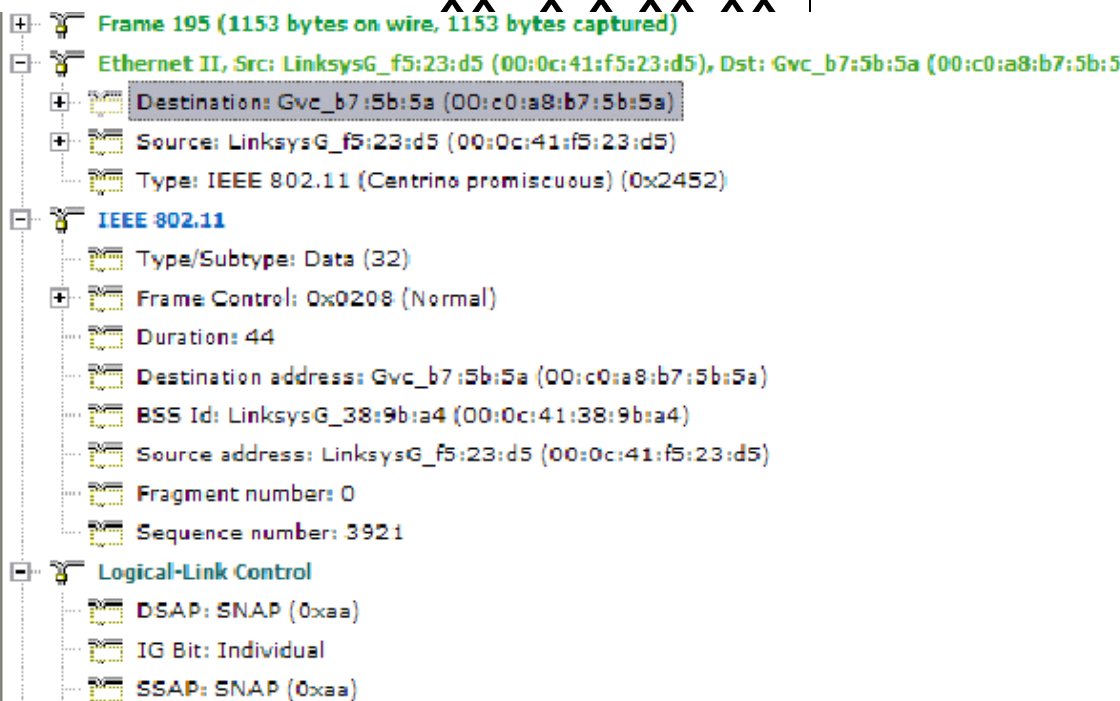 Frame 195 (1153 bytes on wire, 1153 bytes captured)
Ethernet II, Src: LinksysG_f5:23:d5 (00:0c:41:f5:23:d5), Dst: Gvc_b7:5b:5a (00:c0:a8:b7:5b:5
Destination: Gvc_b7:5b:5a (00:c0:a8:b7:5b:5a)
Source: LinksysG_f5:23:d5 (00:0c:41:f5:23:d5)
Type: IEEE 802.11 (Centrino promiscuous) (0x2452)
IEEE 802.11
Type/Subtype: Data (32)
Frame Control: 0x0208 (Normal)
Duration: 44
Destination address: Gvc_b7:5b:5a (00:c0:a8:b7:5b:5a)
BSS Id: LinksysG_38:9b:a4 (00:0c:41:38:9b:a4)
Source address: LinksysG_f5:23:d5 (00:0c:41:f5:23:d5)
Fragment number: 0
Sequence number: 3921
Logical-Link Control
DSAP: SNAP (0xaa)
IG Bit: Individual
SSAP: SNAP (0xaa)